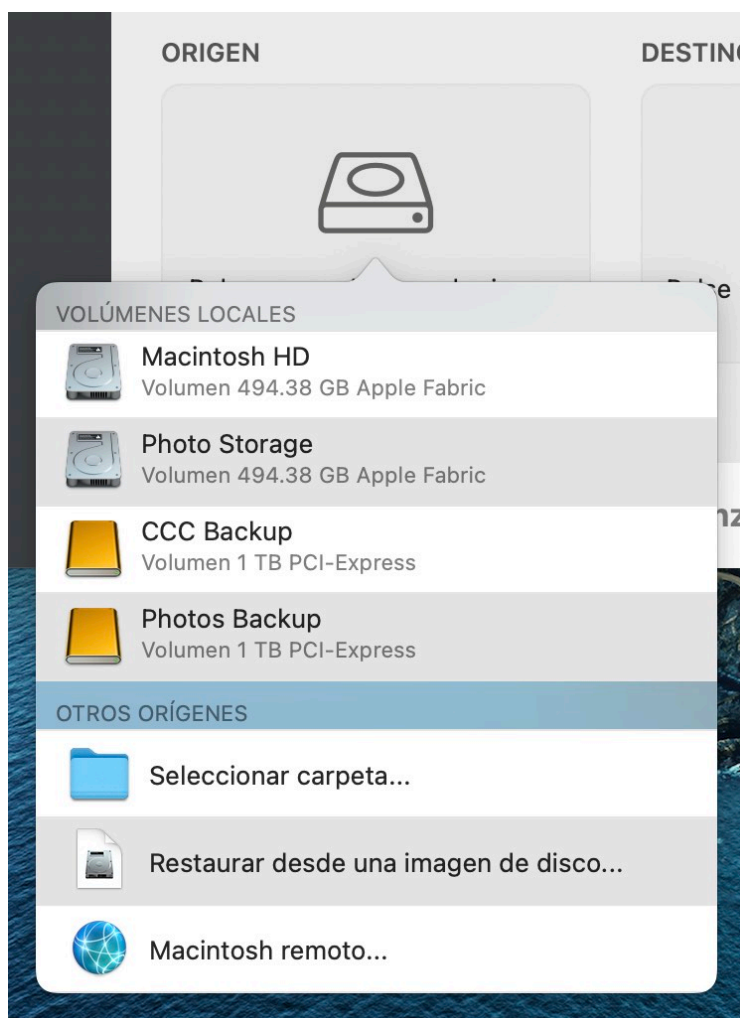 ORIGEN
VOLÚMENES LOCALES
Macintosh HD
Volumen 494.38 GB Apple Fabric
Photo Storage
Volumen 494.38 GB Apple Fabric
CCC Backup
Volumen 1 TB PCI-Express
Photos Backup
Volumen 1 TB PCI-Express
OTROS ORÍGENES
Seleccionar carpeta...
Restaurar desde una imagen de disco...
Macintosh remoto...